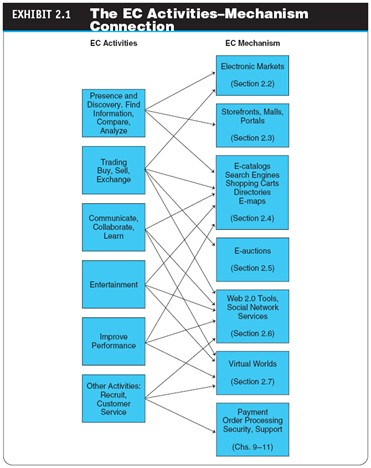 EXHIBIT 2.1 The EC Activities–Mechanism
Connection
EC Activities
EC Mechanism
Presence and
Discovery, Find
Information,
Compare,
Analyze
Trading
Buy, Sell,
Exchange
Communicate,
Collaborate,
Learn
Entertainment
Improve
Performance
Other Activities:
Recruit,
Customer
Service
Electronic Markets
(Section 2.2)
Storefronts, Malls,
Portals
(Section 2.3)
E-catalogs
Search Engines
Shopping Carts
Directories
E-maps
(Section 2.4)
E-auctions
(Section 2.5)
Web 2.0 Tools,
Social Network
Services
(Section 2.6)
Virtual Worlds
(Section 2.7)
Payment
Order Processing
Security, Support
(Chs. 9–11)